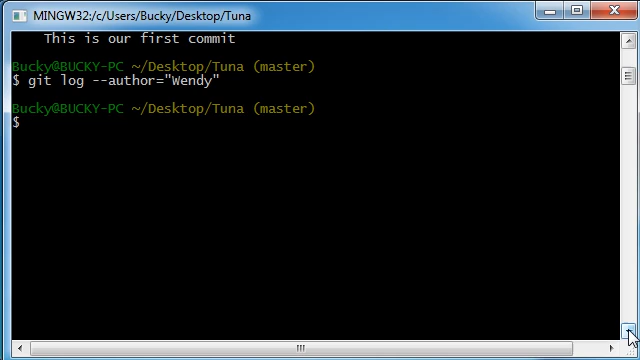 MINGW32:/c/Users/Bucky/Desktop/Tuna
This is our first commit
Bucky@BUCKY-PC ~/Desktop/Tuna (master)
$ git log --author="Wendy"
Bucky@BUCKY-PC ~/Desktop/Tuna (master)
$